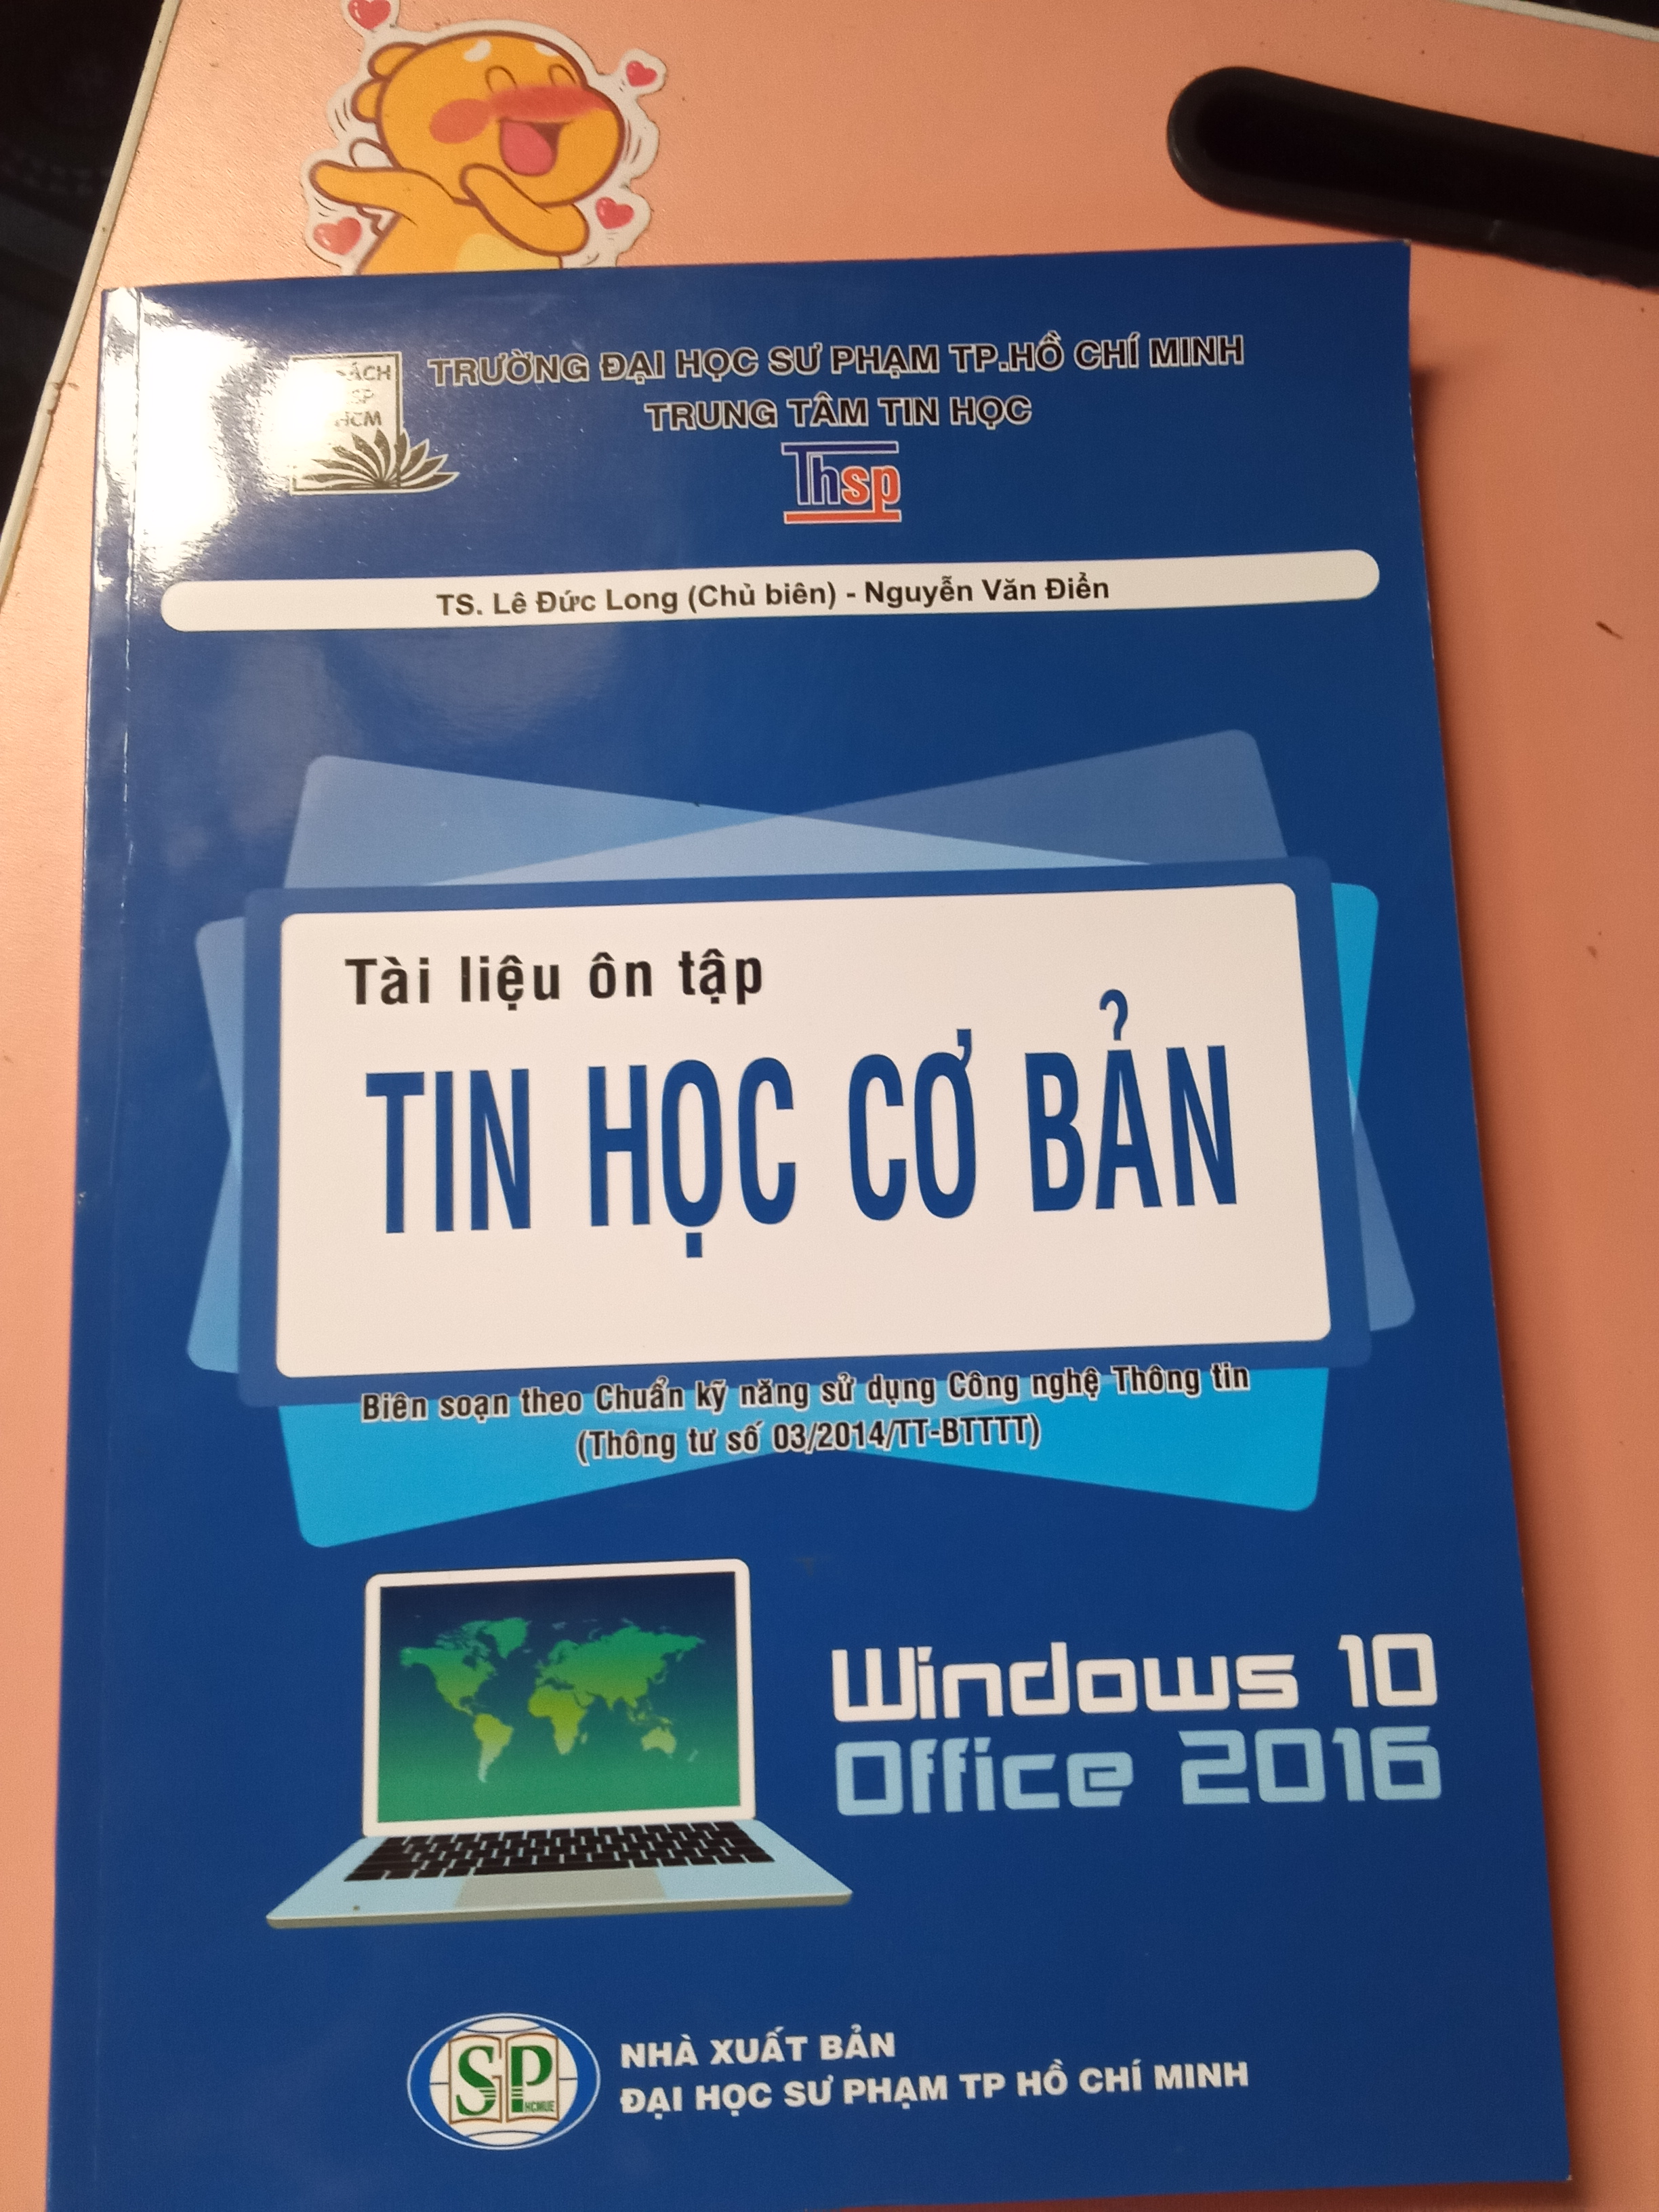 TRƯỜNG ĐẠI HỌC SƯ PHẠM TP.HỒ CHÍ MINH
TRUNG TÂM TIN HỌC
Thsp
TS. Lê Đức Long (Chủ biên) - Nguyễn Văn Điển
Tài liệu ôn tập
TIN HỌC CƠ BẢN
Biên soạn theo Chuẩn kỹ năng sử dụng Công nghệ Thông tin
(Thông tư số 03/2014/TT-BTTTT)
Windows 10
Office 2016
SP
HCMUE
NHÀ XUẤT BẢN
ĐẠI HỌC SƯ PHẠM TP HỒ CHÍ MINH